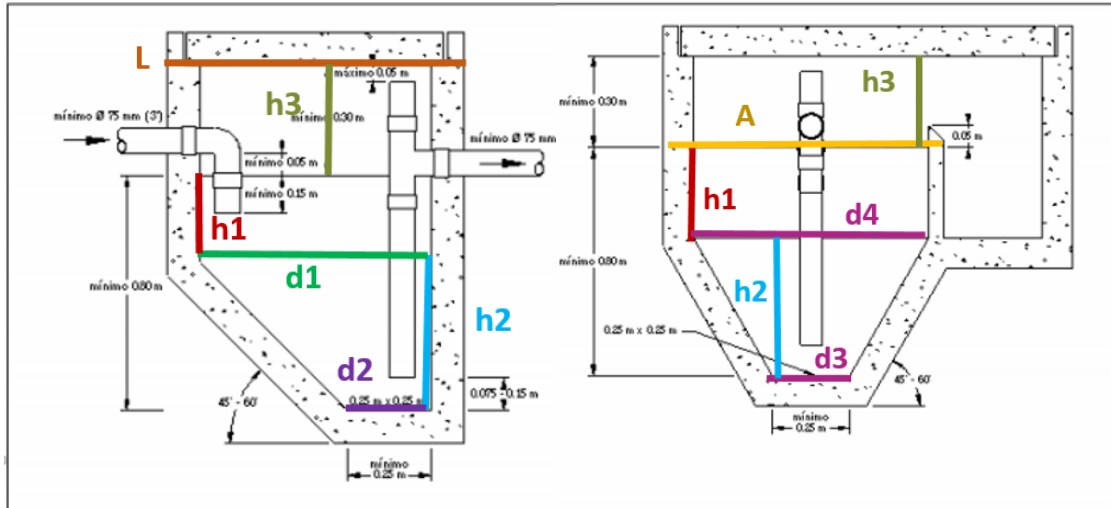 L
máximo 0.05 m
h3
mínimo Ø 75 mm (3")
mínimo
0.30 m
mínimo Ø 75 mm
mínimo 0.05 m
mínimo 0.15 m
h1
d1
mínimo 0.80 m
h2
d2
0.25 m x 0.25 m
0.075 - 0.15 m
45° - 60°
mínimo
0.25 m
mínimo 0.30 m
h3
A
0.05 m
h1
d4
mínimo 0.80 m
h2
0.25 m x 0.25 m
d3
45° - 60°
mínimo
0.25 m